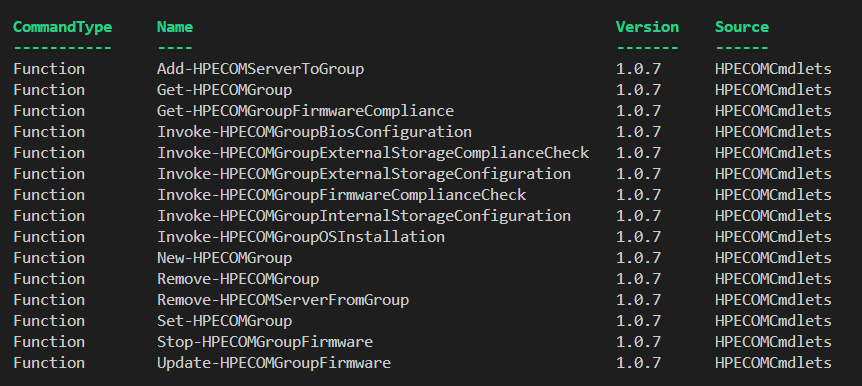 CommandType     Name                                            Version    Source
-----------     ----                                            -------    ------
Function        Add-HPECOMServerToGroup                         1.0.7      HPECOMCmdlets
Function        Get-HPECOMGroup                                 1.0.7      HPECOMCmdlets
Function        Get-HPECOMGroupFirmwareCompliance               1.0.7      HPECOMCmdlets
Function        Invoke-HPECOMGroupBiosConfiguration             1.0.7      HPECOMCmdlets
Function        Invoke-HPECOMGroupExternalStorageComplianceCheck   1.0.7      HPECOMCmdlets
Function        Invoke-HPECOMGroupExternalStorageConfiguration  1.0.7      HPECOMCmdlets
Function        Invoke-HPECOMGroupFirmwareComplianceCheck       1.0.7      HPECOMCmdlets
Function        Invoke-HPECOMGroupInternalStorageConfiguration  1.0.7      HPECOMCmdlets
Function        Invoke-HPECOMGroupOSInstallation                1.0.7      HPECOMCmdlets
Function        New-HPECOMGroup                                 1.0.7      HPECOMCmdlets
Function        Remove-HPECOMGroup                              1.0.7      HPECOMCmdlets
Function        Remove-HPECOMServerFromGroup                    1.0.7      HPECOMCmdlets
Function        Set-HPECOMGroup                                 1.0.7      HPECOMCmdlets
Function        Stop-HPECOMGroupFirmware                        1.0.7      HPECOMCmdlets
Function        Update-HPECOMGroupFirmware                      1.0.7      HPECOMCmdlets